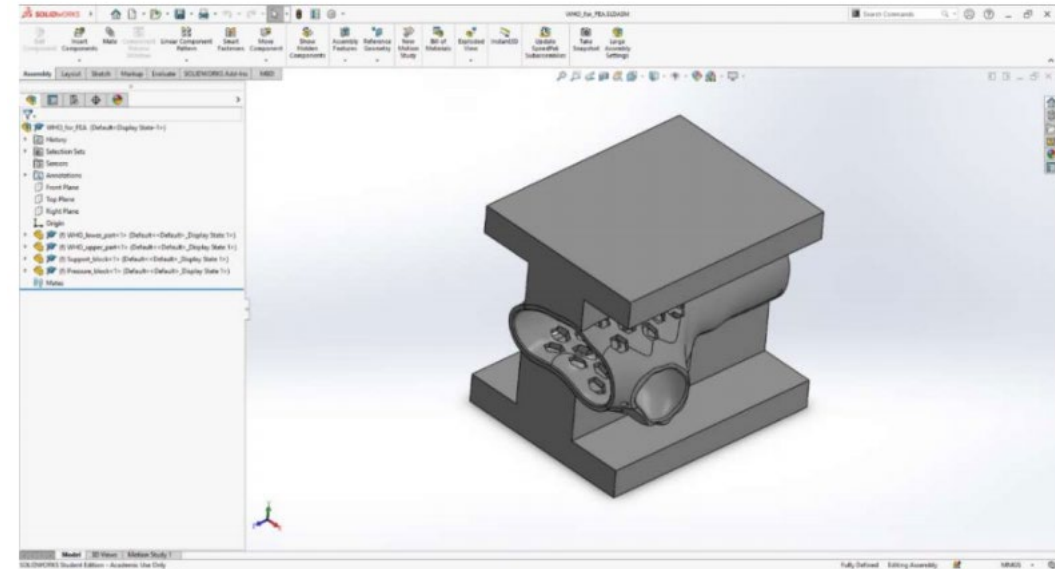 SOLIDWORKS
WHO_for_FEA.SLDASM
Search Commands
Edit Component
Insert Components
Mate
Component Preview Window
Linear Component Pattern
Smart Fasteners
Move Component
Show Hidden Components
Assembly Features
Reference Geometry
New Motion Study
Bill of Materials
Exploded View
Instant3D
Update SpeedPak Subassemblies
Take Snapshot
Large Assembly Settings
Assembly Layout Sketch Markup Evaluate SOLIDWORKS Add-Ins MBD
WHO_for_FEA (Default<Display State-1>)
History
Selection Sets
Sensors
Annotations
Front Plane
Top Plane
Right Plane
Origin
(f) WHO_lower_part<1> (Default<<Default>_Display State 1>)
(f) WHO_upper_part<1> (Default<<Default>_Display State 1>)
(f) Support_block<1> (Default<<Default>_Display State 1>)
(f) Pressure_block<1> (Default<<Default>_Display State 1>)
Mates
Model 3D Views Motion Study 1
SOLIDWORKS Student Edition - Academic Use Only
Fully Defined Editing Assembly MMGS